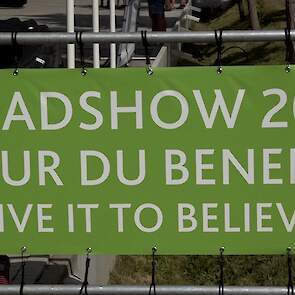 ADSHOW 20
UR DU BENE
IVE IT TO BELIEV